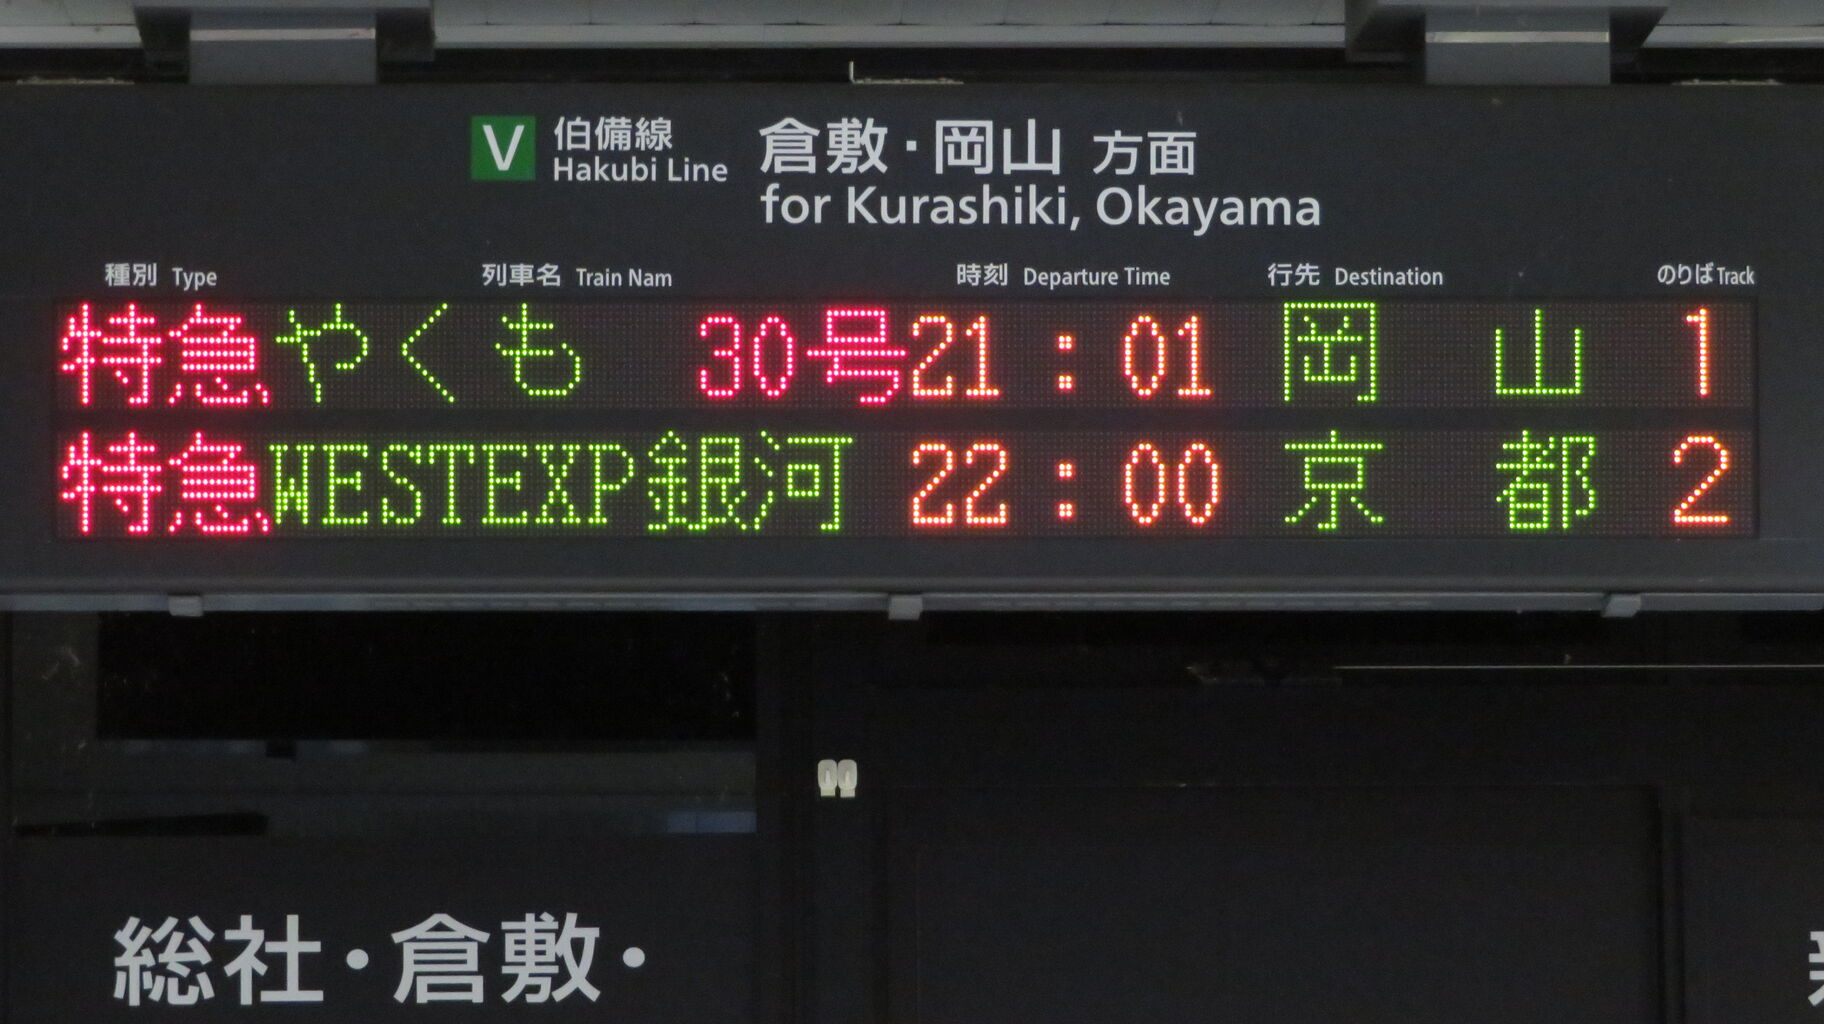 V 伯備線 倉敷・岡山 方面
Hakubi Line for Kurashiki, Okayama
種別 Type 列車名 Train Nam 時刻 Departure Time 行先 Destination のりば Track
特急 やくも 30号 21:01 岡山 1
特急 WESTEXP銀河 22:00 京都 2
総社・倉敷・